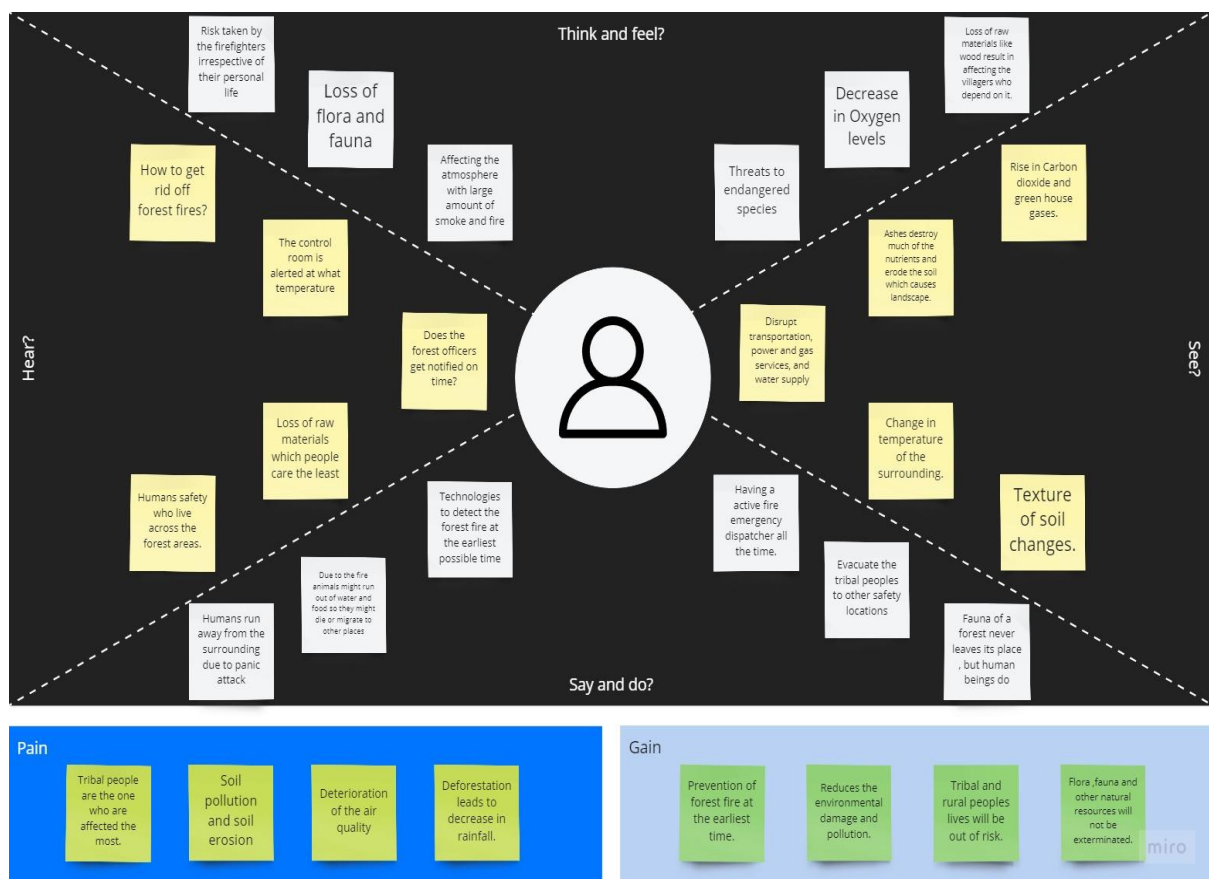 Think and feel?
Risk taken by
the firefighters
irrespective of
their personal
life
Loss of
flora and
fauna
Affecting the
atmosphere
with large
amount of
smoke and fire
Threats to
endangered
species
Decrease
in Oxygen
levels
Loss of raw
materials like
wood result in
affecting the
villagers who
depend on it.
Hear?
How to get
rid off
forest fires?
The control
room is
alerted at what
temperature
Does the
forest officers
get notified on
time?
Loss of raw
materials
which people
care the least
Humans safety
who live
across the
forest areas.
See?
Rise in Carbon
dioxide and
green house
gases.
Ashes destroy
much of the
nutrients and
erode the soil
which causes
landscape.
Disrupt
transportation,
power and gas
services, and
water supply
Change in
temperature
of the
surrounding.
Texture
of soil
changes.
Technologies
to detect the
forest fire at
the earliest
possible time
Due to the fire
animals might run
out of water and
food so they might
die or migrate to
other places
Humans run
away from the
surrounding
due to panic
attack
Having a
active fire
emergency
dispatcher all
the time.
Evacuate the
tribal peoples
to other safety
locations
Fauna of a
forest never
leaves its place
, but human
beings do
Say and do?
Pain
Tribal people
are the one
who are
affected the
most.
Soil
pollution
and soil
erosion
Deterioration
of the air
quality
Deforestation
leads to
decrease in
rainfall.
Gain
Prevention of
forest fire at
the earliest
time.
Reduces the
environmental
damage and
pollution.
Tribal and
rural peoples
lives will be
out of risk.
Flora ,fauna and
other natural
resources will
not be
exterminated.
miro